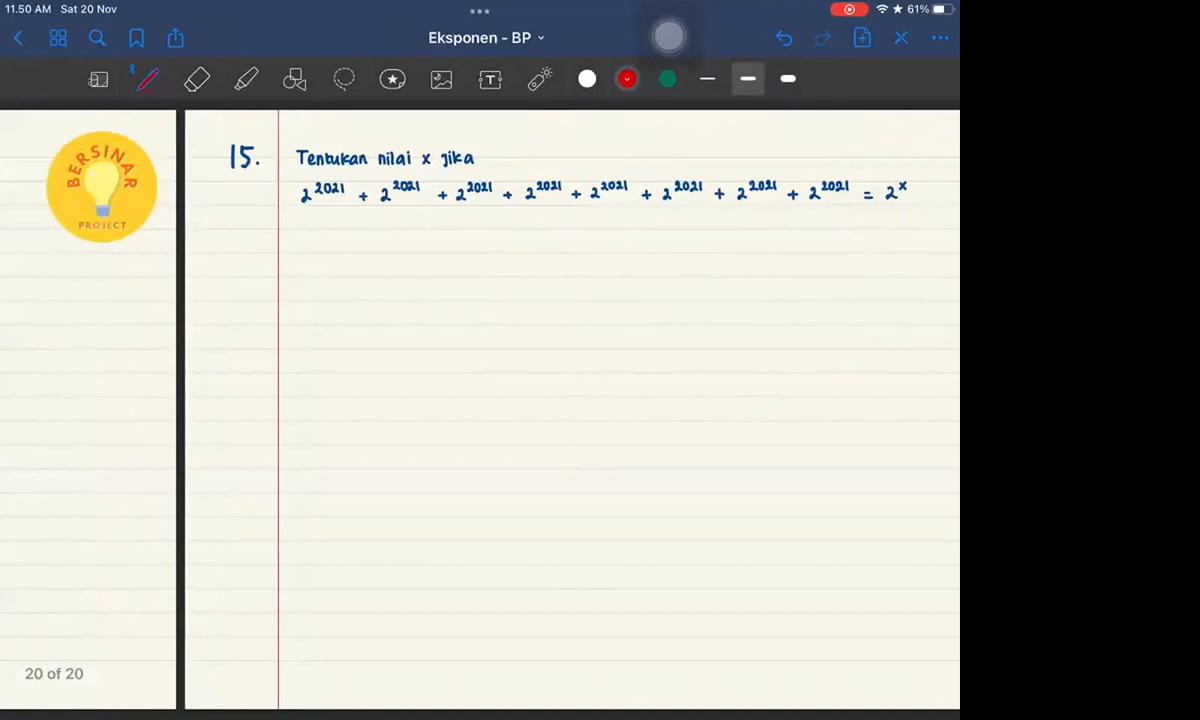 11.50 AM Sat 20 Nov
61%
Eksponen - BP
BERSINAR
PROJECT
15. Tentukan nilai x jika
2^2021 + 2^2021 + 2^2021 + 2^2021 + 2^2021 + 2^2021 + 2^2021 + 2^2021 = 2^x
20 of 20